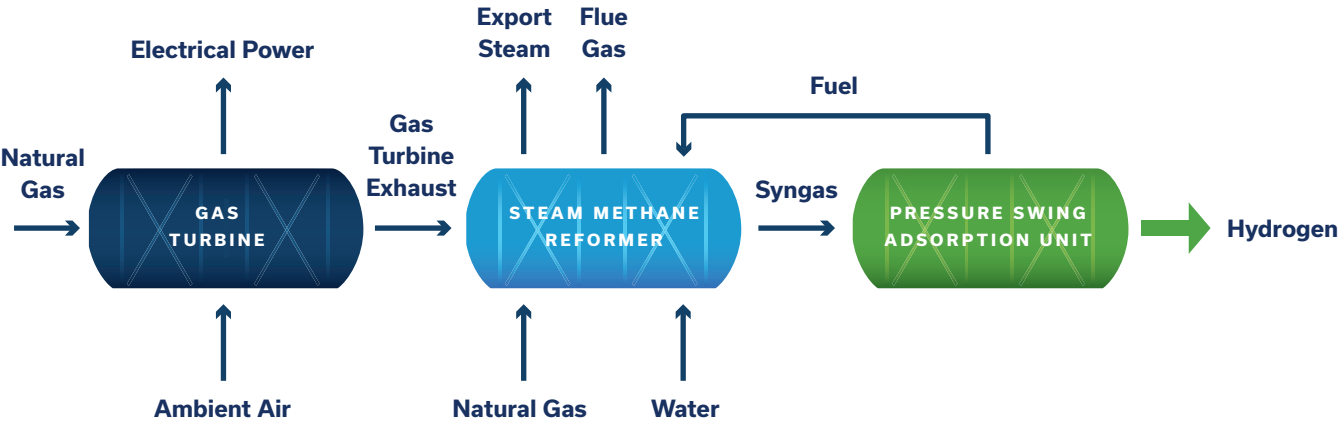 Electrical Power
Export
Steam
Flue
Gas
Fuel
Natural
Gas
Gas
Turbine
Exhaust
Syngas
GAS
TURBINE
STEAM METHANE
REFORMER
PRESSURE SWING
ADSORPTION UNIT
Hydrogen
Ambient Air
Natural Gas
Water